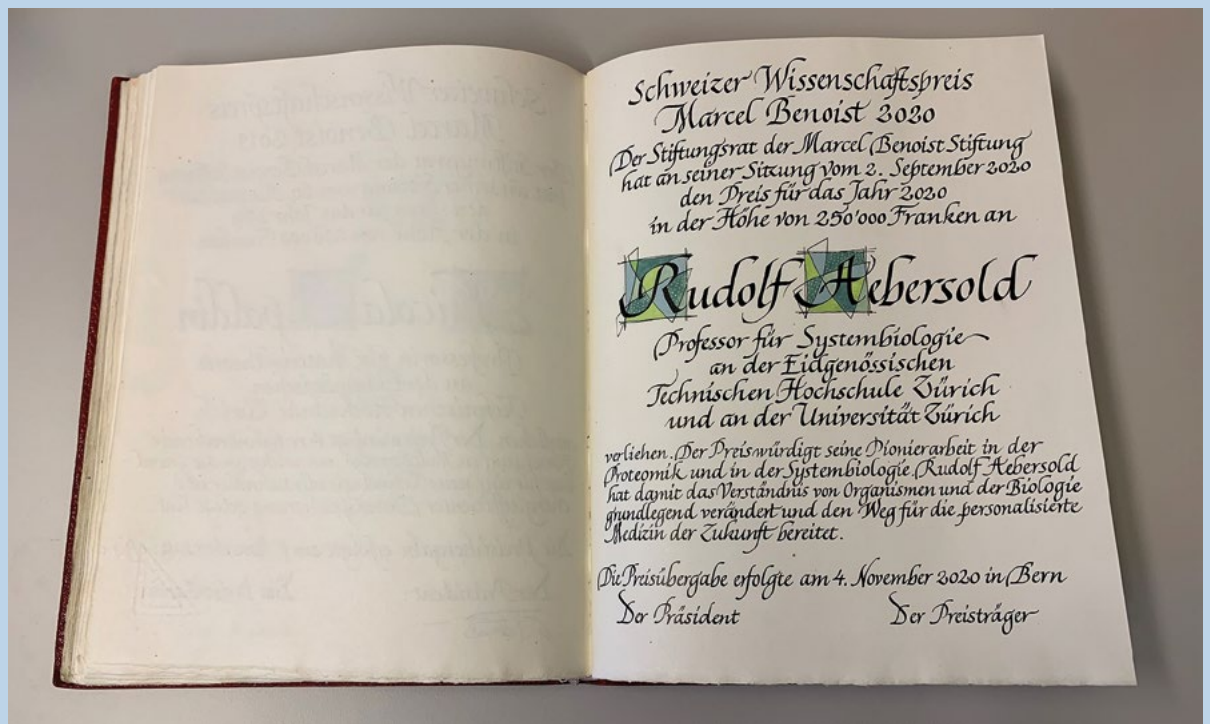 Schweizer Wissenschaftspreis
Marcel Benoist 2020
Der Stiftungsrat der Marcel Benoist Stiftung
hat an seiner Sitzung vom 2. September 2020
den Preis für das Jahr 2020
in der Höhe von 250'000 Franken an
Rudolf Aebersold
Professor für Systembiologie
an der Eidgenössischen
Technischen Hochschule Zürich
und an der Universität Zürich
verliehen. Der Preis würdigt seine Pionierarbeit in der
Proteomik und in der Systembiologie. Rudolf Aebersold
hat damit das Verständnis von Organismen und der Biologie
grundlegend verändert und den Weg für die personalisierte
Medizin der Zukunft bereitet.
Die Preisübergabe erfolgte am 4. November 2020 in Bern
Der Präsident Der Preisträger